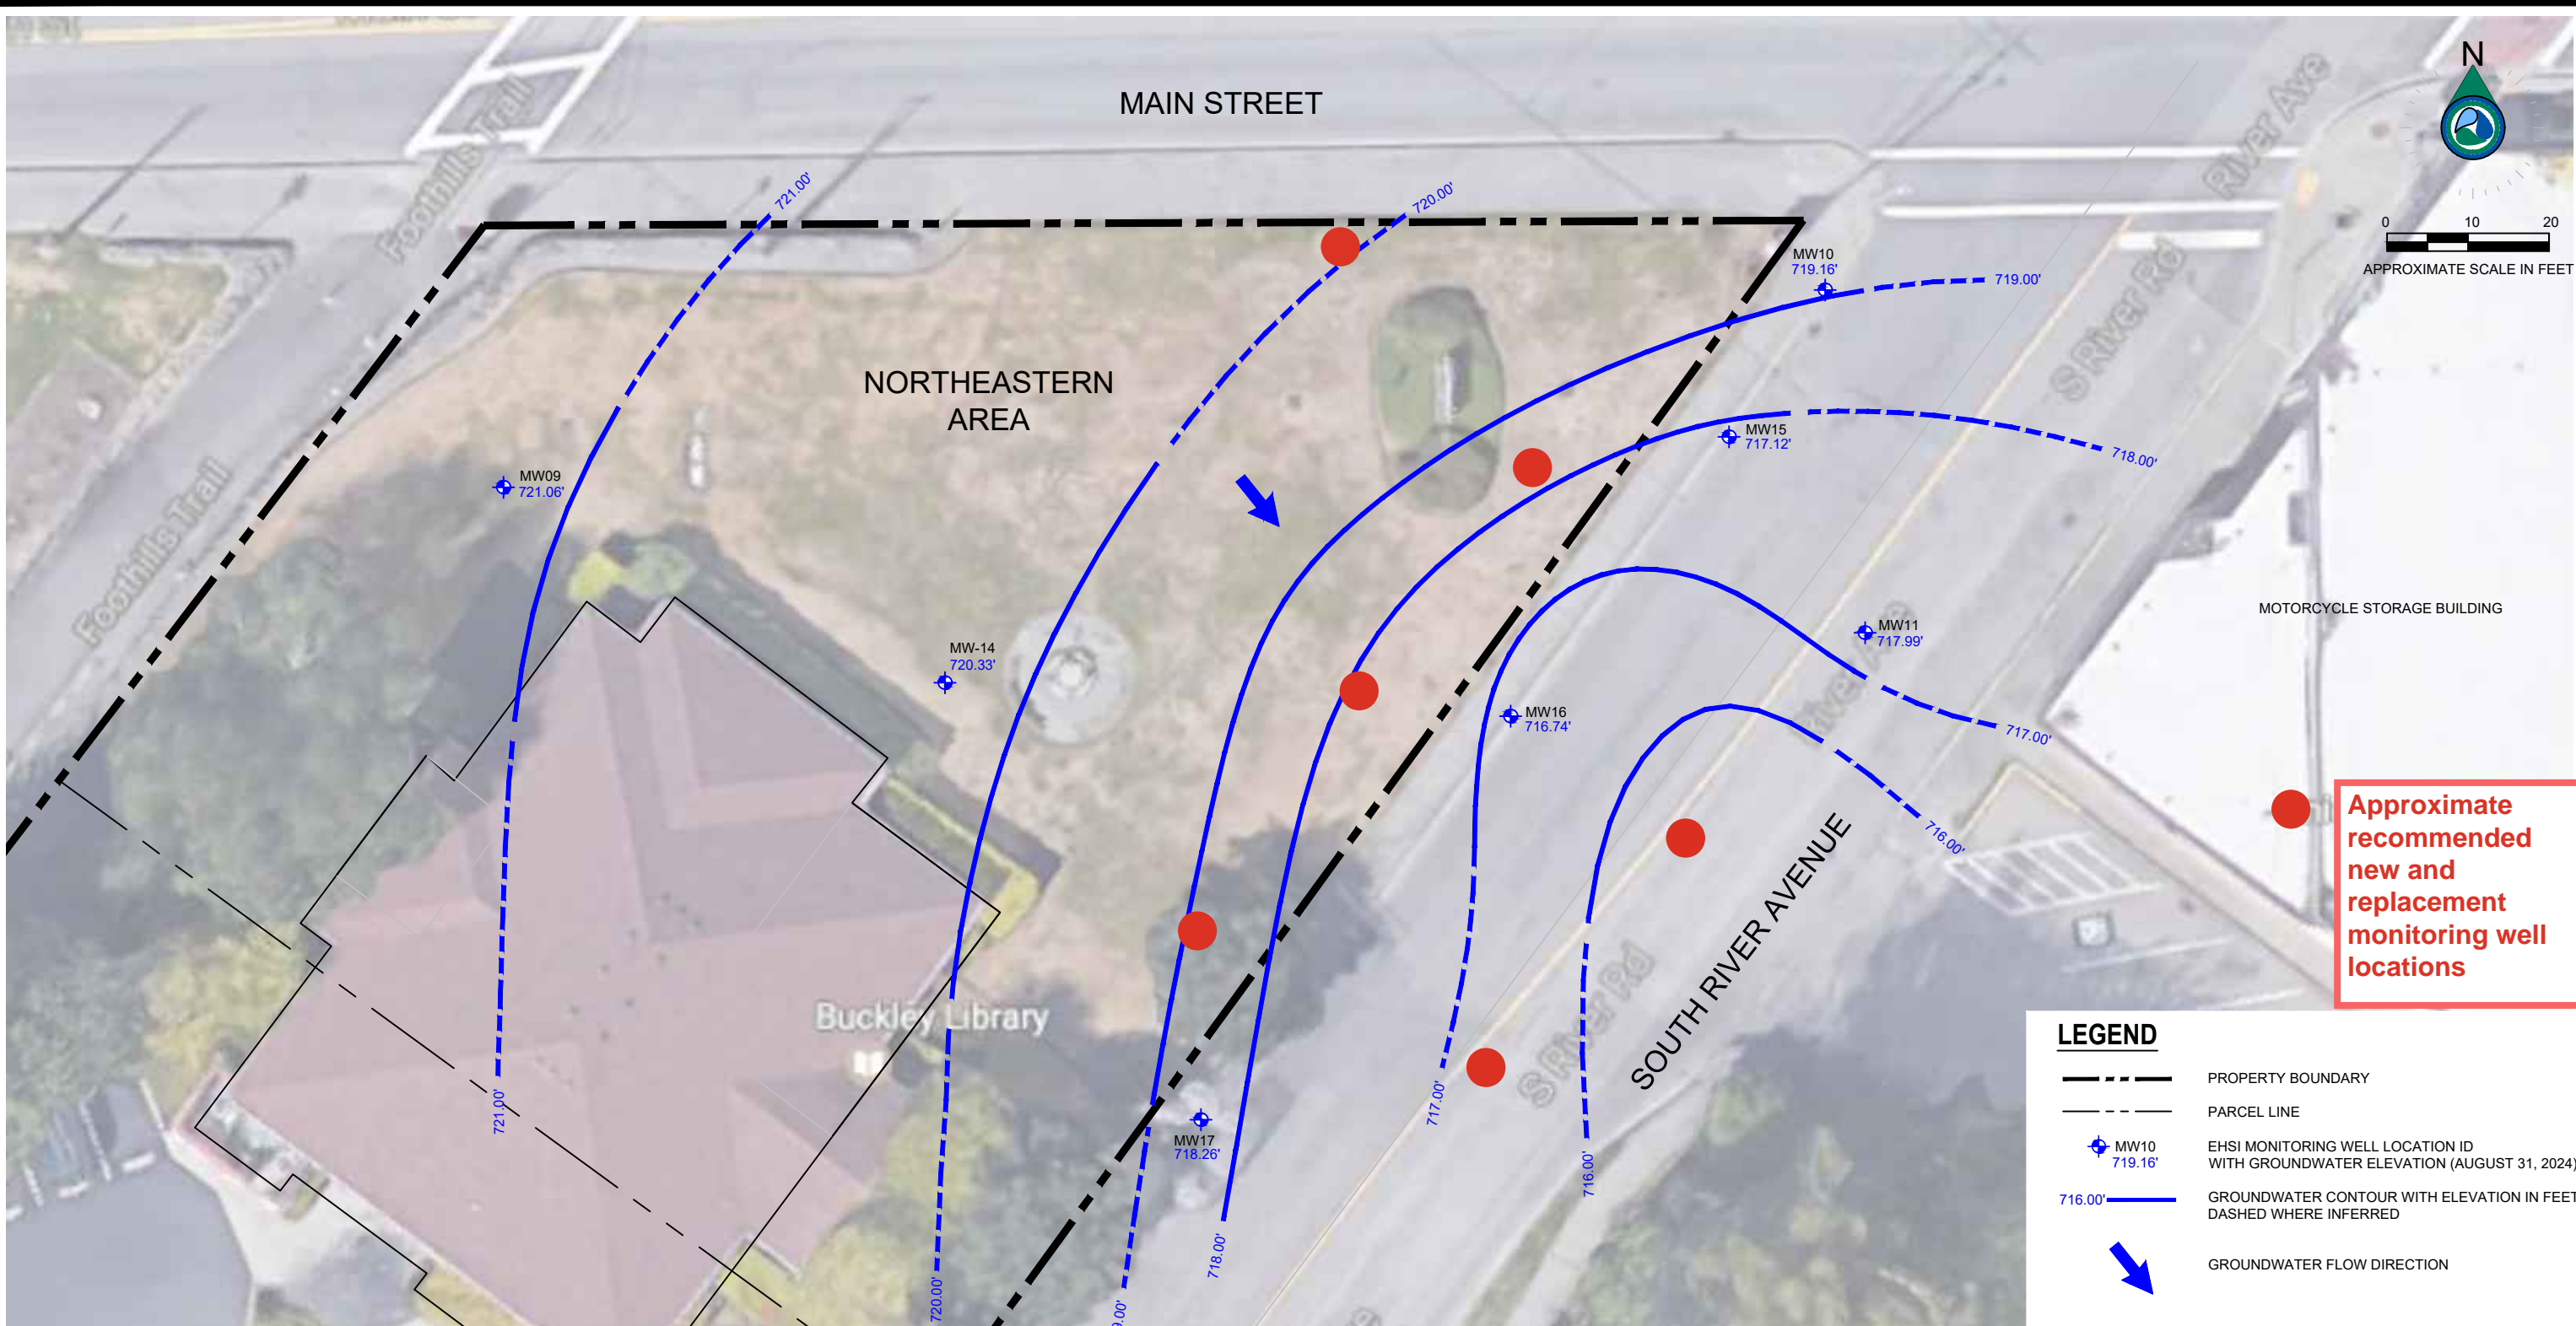 MAIN STREET
N
River Ave
Foothills Trail
721.00'
720.00'
0 10 20
APPROXIMATE SCALE IN FEET
MW10
719.16'
719.00'
S River Rd
NORTHEASTERN
AREA
MW15
717.12'
718.00'
MW09
721.06'
Foothills Trail
MW-14
720.33'
MOTORCYCLE STORAGE BUILDING
MW11
717.99'
River Ave
MW16
716.74'
717.00'
716.00'
Approximate
recommended
new and
replacement
monitoring well
locations
SOUTH RIVER AVENUE
S River Rd
Buckley Library
721.00'
717.00'
MW17
718.26'
716.00'
718.00'
720.00'
LEGEND
PROPERTY BOUNDARY
PARCEL LINE
MW10
719.16'
EHSI MONITORING WELL LOCATION ID
WITH GROUNDWATER ELEVATION (AUGUST 31, 2024)
716.00'
GROUNDWATER CONTOUR WITH ELEVATION IN FEET
DASHED WHERE INFERRED
GROUNDWATER FLOW DIRECTION